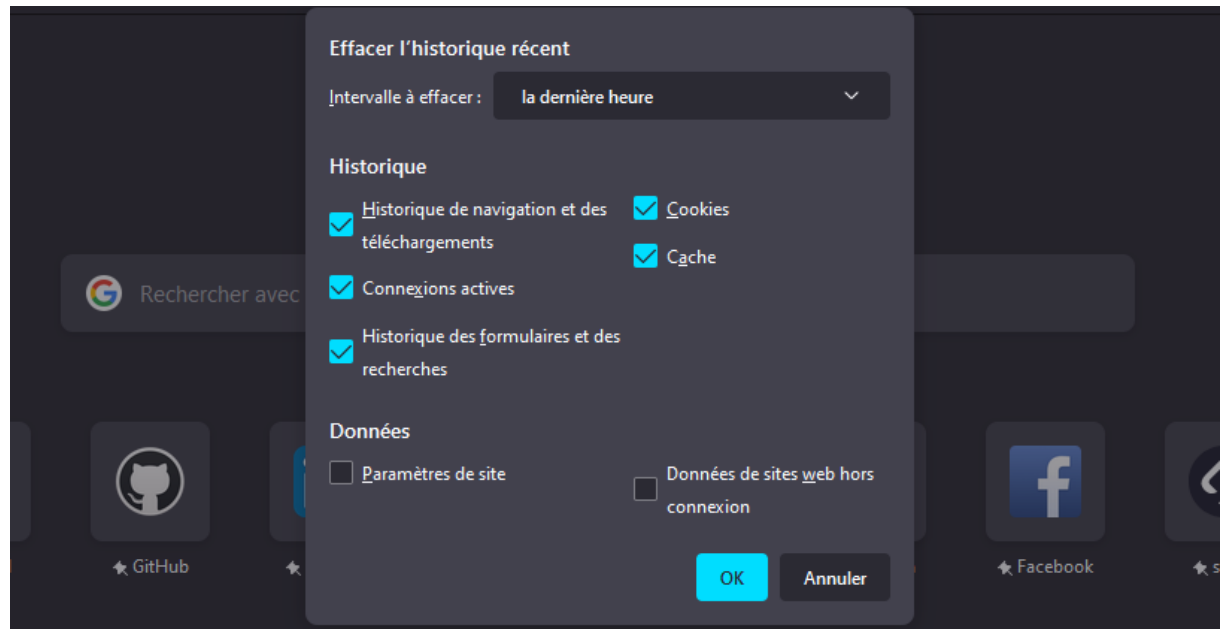 Effacer l’historique récent
Intervalle à effacer : la dernière heure
Historique
Historique de navigation et des
téléchargements
Cookies
Cache
Connexions actives
Historique des formulaires et des
recherches
Rechercher avec
Données
Paramètres de site
Données de sites web hors
connexion
OK Annuler
GitHub
Facebook